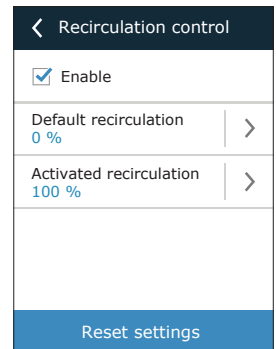 Recirculation control
Enable
Default recirculation
0 %
Activated recirculation
100 %
Reset settings